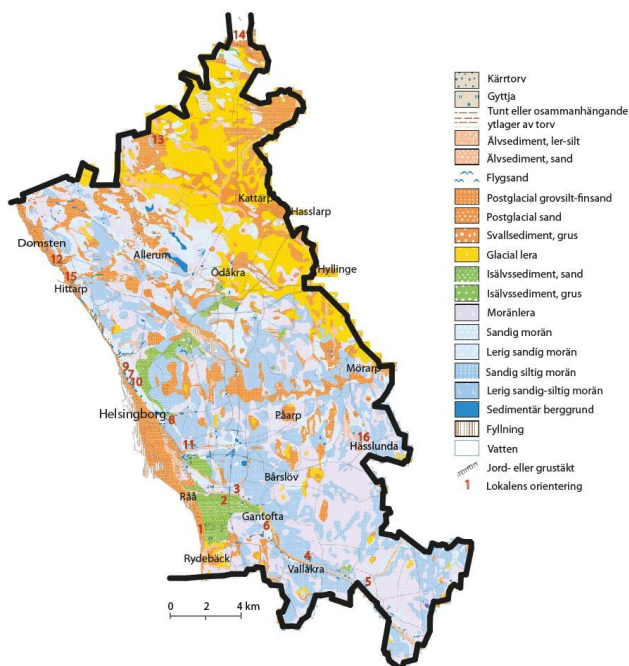 14
13
Kattarp
Hasslarp
Domsten
12
Allerum
15
Ödåkra
Hyllinge
Hittarp
9
7
10
Mörarp
Helsingborg
8
Påarp
16
11
Hässlunda
Bårslöv
Råå
3
2
Gantofta
1
6
Rydebäck
4
Vallåkra
5
0 2 4 km
Kärrtorv
Gyttja
Tunt eller osammanhängande
ytlager av torv
Älvsediment, ler-silt
Älvsediment, sand
Flygsand
Postglacial grovsilt-finsand
Postglacial sand
Svallsediment, grus
Glacial lera
Isälvssediment, sand
Isälvssediment, grus
Moränlera
Sandig morän
Lerig sandig morän
Sandig siltig morän
Lerig sandig-siltig morän
Sedimentär berggrund
Fyllning
Vatten
Jord- eller grustäkt
1 Lokalens orientering